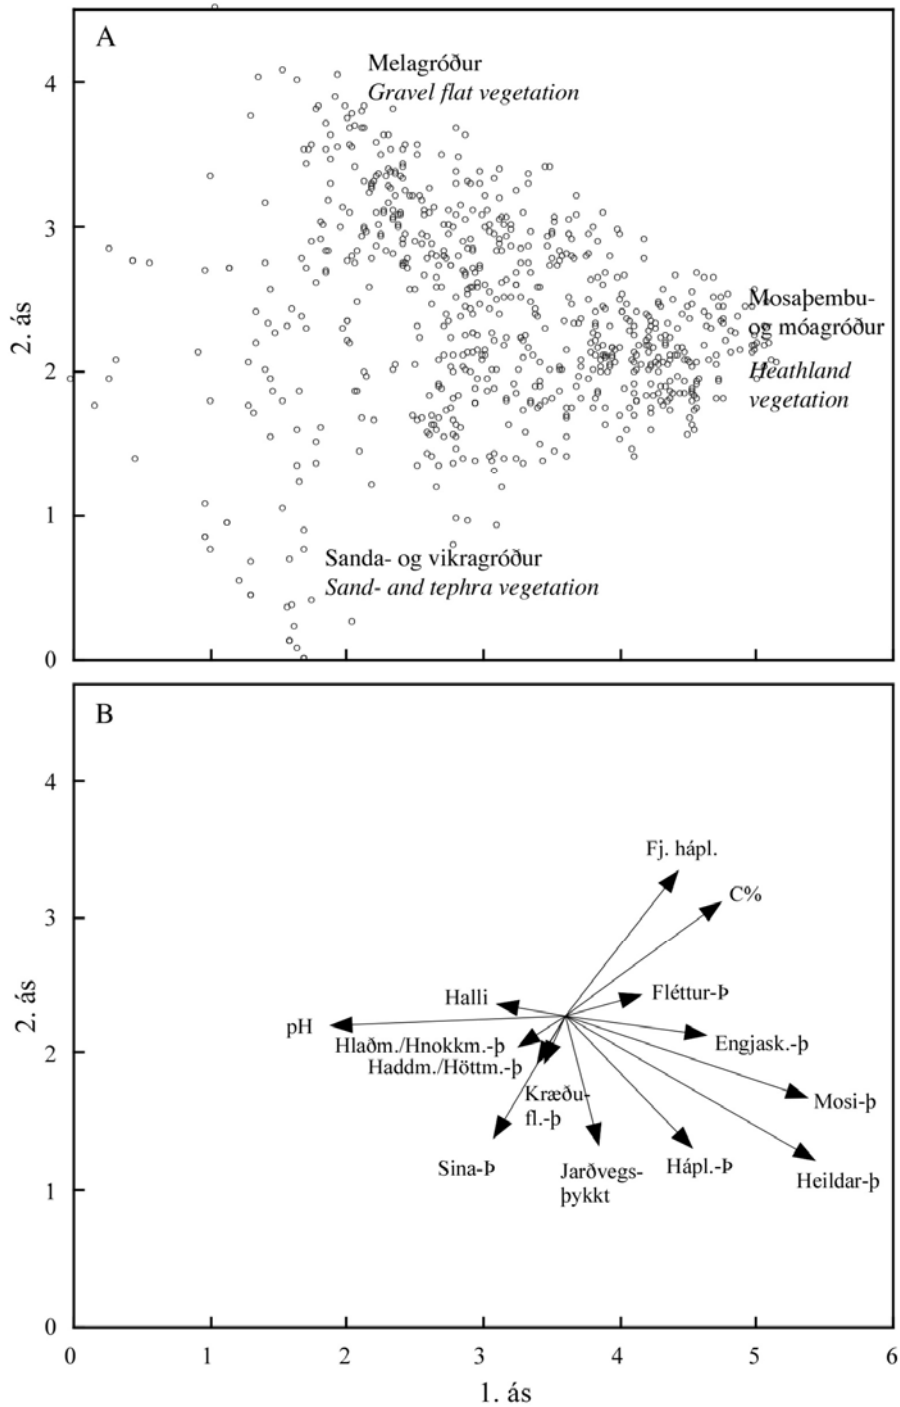 A
Melagróður
Gravel flat vegetation
4
3
2. ás
Mosaþembu-
og móagróður
Heathland
vegetation
2
1
Sanda- og vikragróður
Sand- and tephra vegetation
0
B
4
Fj. hápl.
C%
3
2. ás
Halli
Fléttur-Þ
pH
Hlaðm./Hnokkm.-þ
Engjask.-þ
2
Haddm./Höttm.-þ
Kræðu-
fl.-þ
Mosi-þ
Sina-Þ
Jarðvegs-
þykkt
Hápl.-Þ
Heildar-þ
1
0
0 1 2 3 4 5 6
1. ás